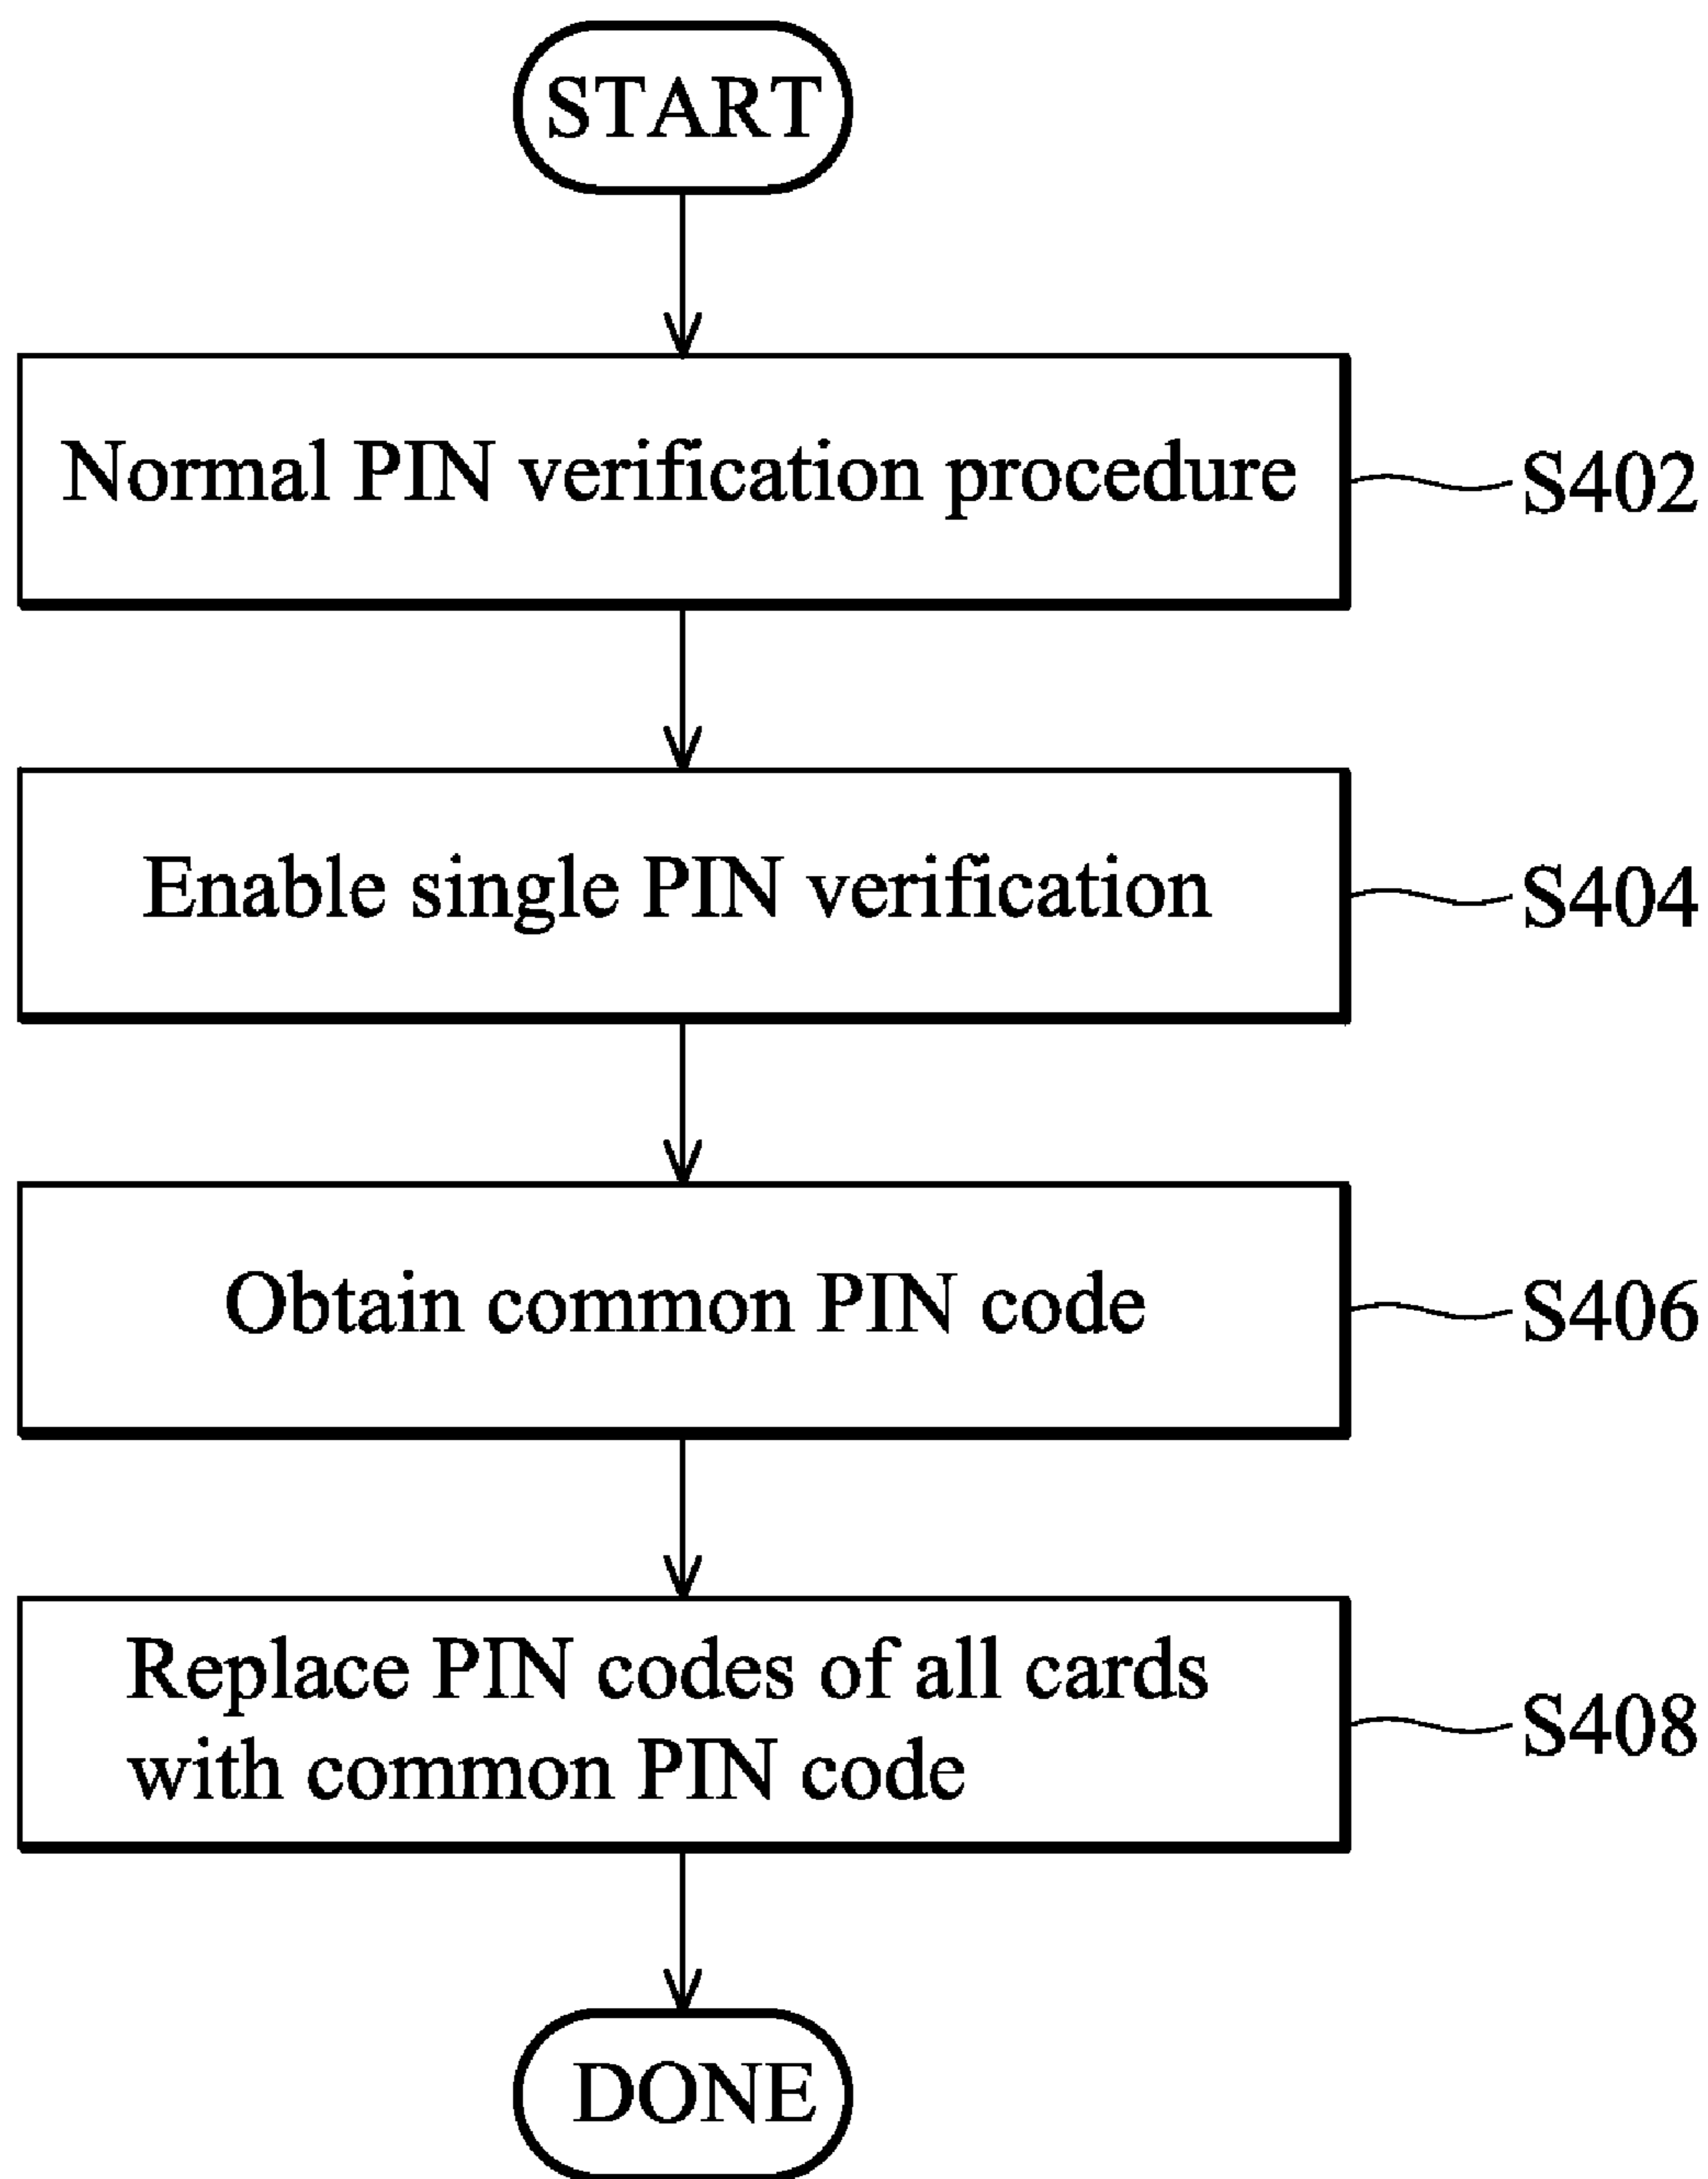 START
Normal PIN verification procedure
S402
Enable single PIN verification
S404
Obtain common PIN code
S406
Replace PIN codes of all cards
with common PIN code
S408
DONE